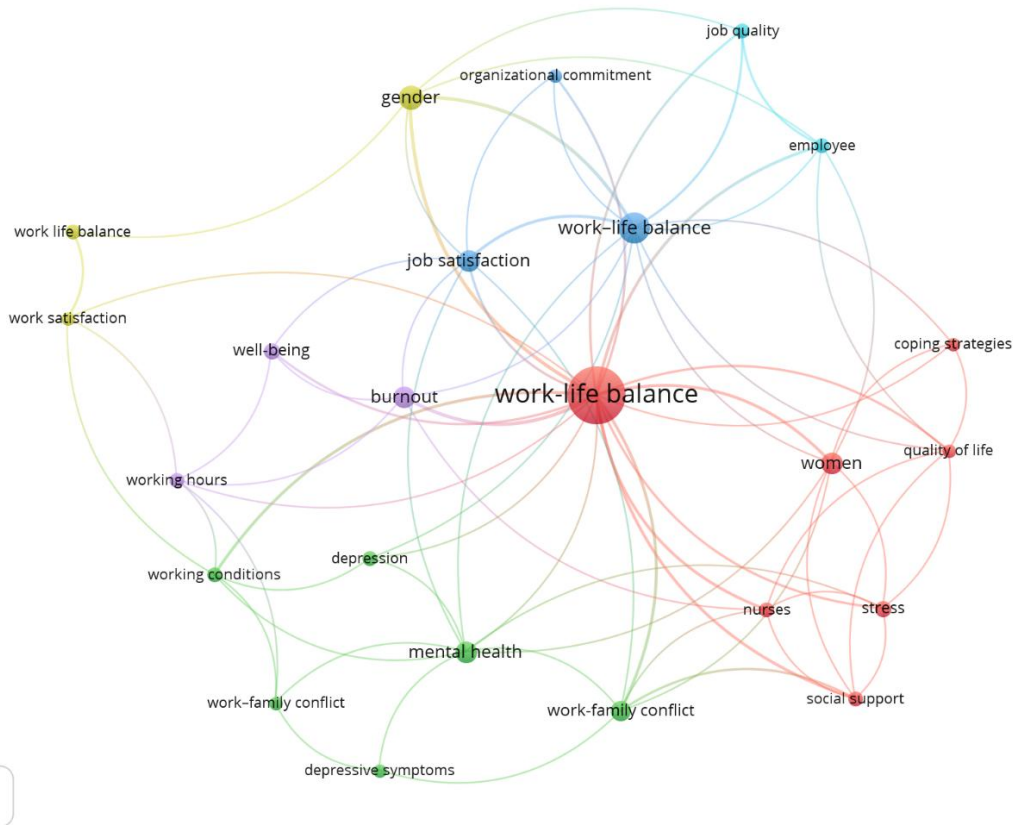 job quality
organizational commitment
gender
employee
work–life balance
work life balance
job satisfaction
work satisfaction
coping strategies
well-being
work-life balance
burnout
quality of life
women
working hours
depression
working conditions
nurses
stress
mental health
social support
work–family conflict
work-family conflict
depressive symptoms